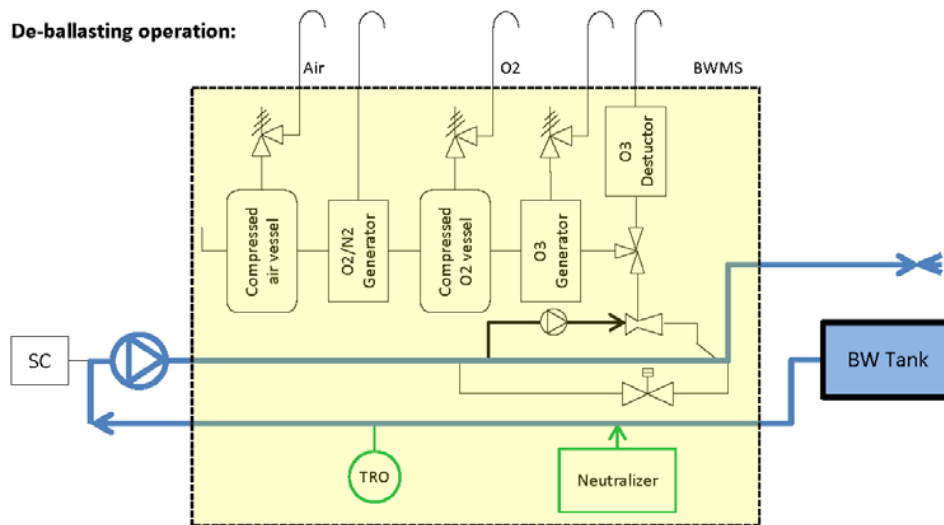 De-ballasting operation:
Air
O2
BWMS
Compressed
air vessel
O2/N2
Generator
Compressed
O2 vessel
O3
Generator
O3
Destuctor
SC
BW Tank
TRO
Neutralizer